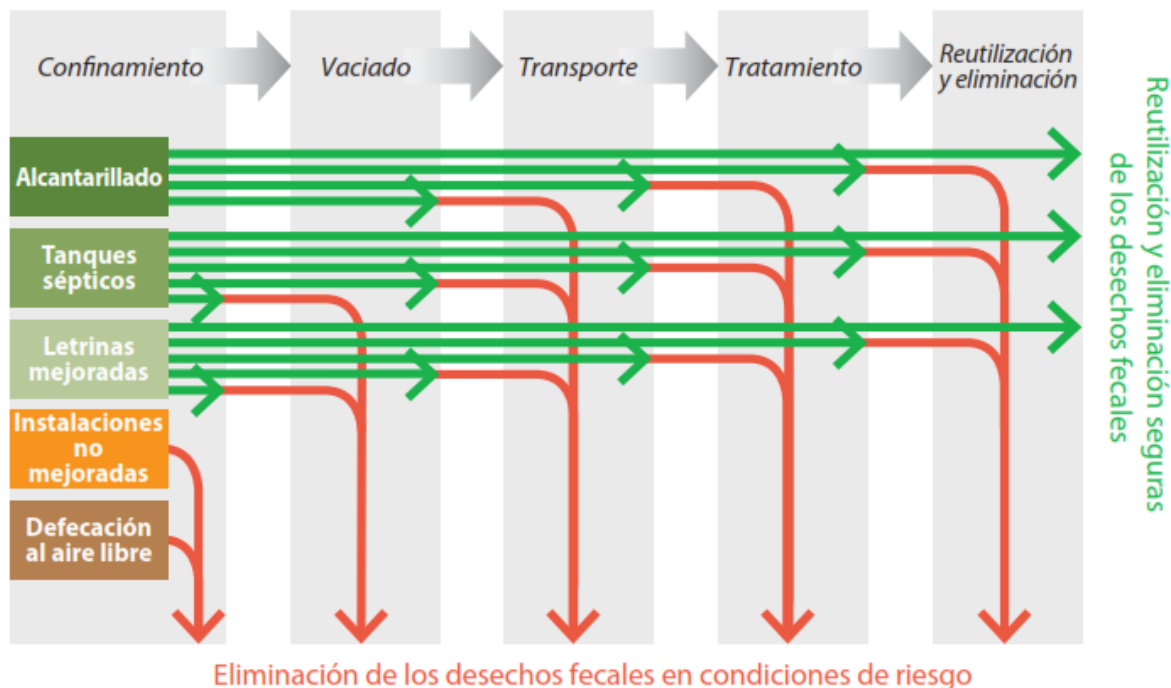 Confinamiento
Vaciado
Transporte
Tratamiento
Reutilización
y eliminación
Alcantarillado
Tanques
sépticos
Letrinas
mejoradas
Instalaciones
no
mejoradas
Defecación
al aire libre
Reutilización y eliminación seguras
de los desechos fecales
Eliminación de los desechos fecales en condiciones de riesgo